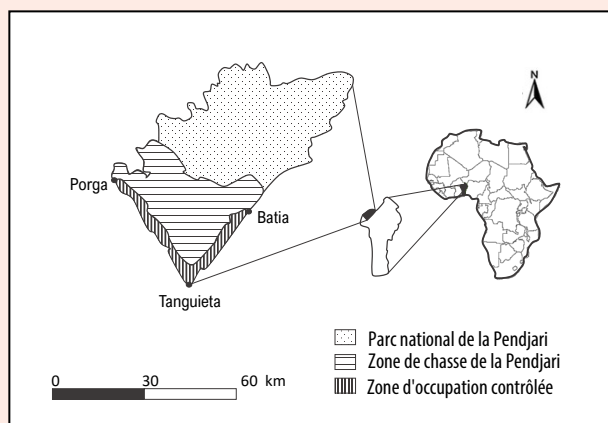 N
Porga
Batia
Tanguieta
Parc national de la Pendjari
Zone de chasse de la Pendjari
Zone d'occupation contrôlée
0 30 60 km